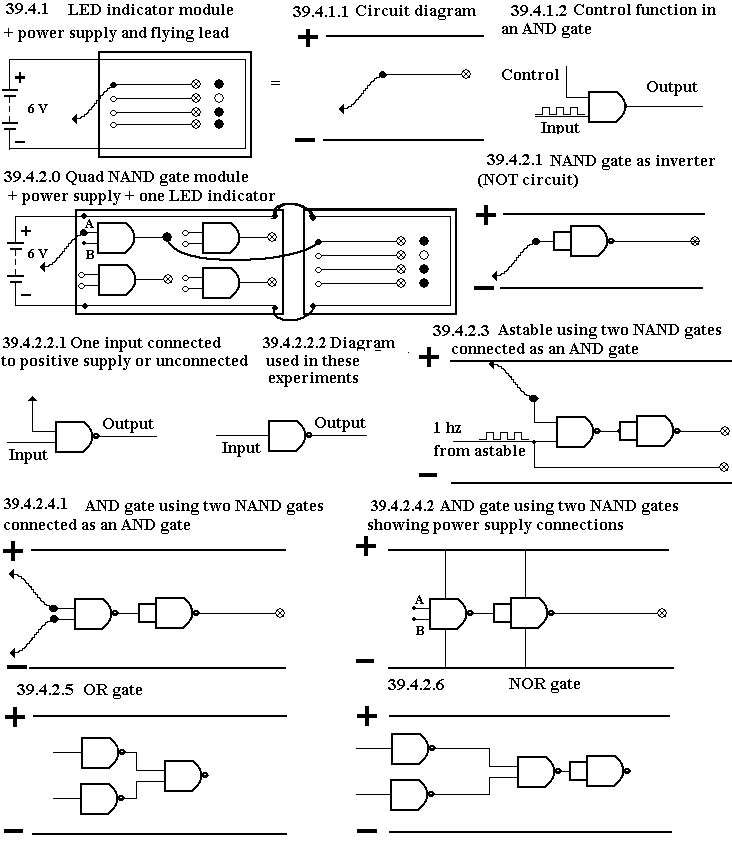 39.4.1 LED indicator module
+ power supply and flying lead
+
6 V
−
=
39.4.1.1 Circuit diagram
+
−
39.4.1.2 Control function in
an AND gate
Control
Output
Input
39.4.2.0 Quad NAND gate module
+ power supply + one LED indicator
+
6 V
−
A
B
39.4.2.1 NAND gate as inverter
(NOT circuit)
+
−
39.4.2.2.1 One input connected
to positive supply or unconnected
Output
Input
39.4.2.2.2 Diagram
used in these
experiments
Output
Input
39.4.2.3 Astable using two NAND gates
connected as an AND gate
+
1 hz
from astable
−
39.4.2.4.1 AND gate using two NAND gates
connected as an AND gate
+
−
39.4.2.4.2 AND gate using two NAND gates
showing power supply connections
+
A
B
−
39.4.2.5 OR gate
+
−
39.4.2.6 NOR gate
+
−